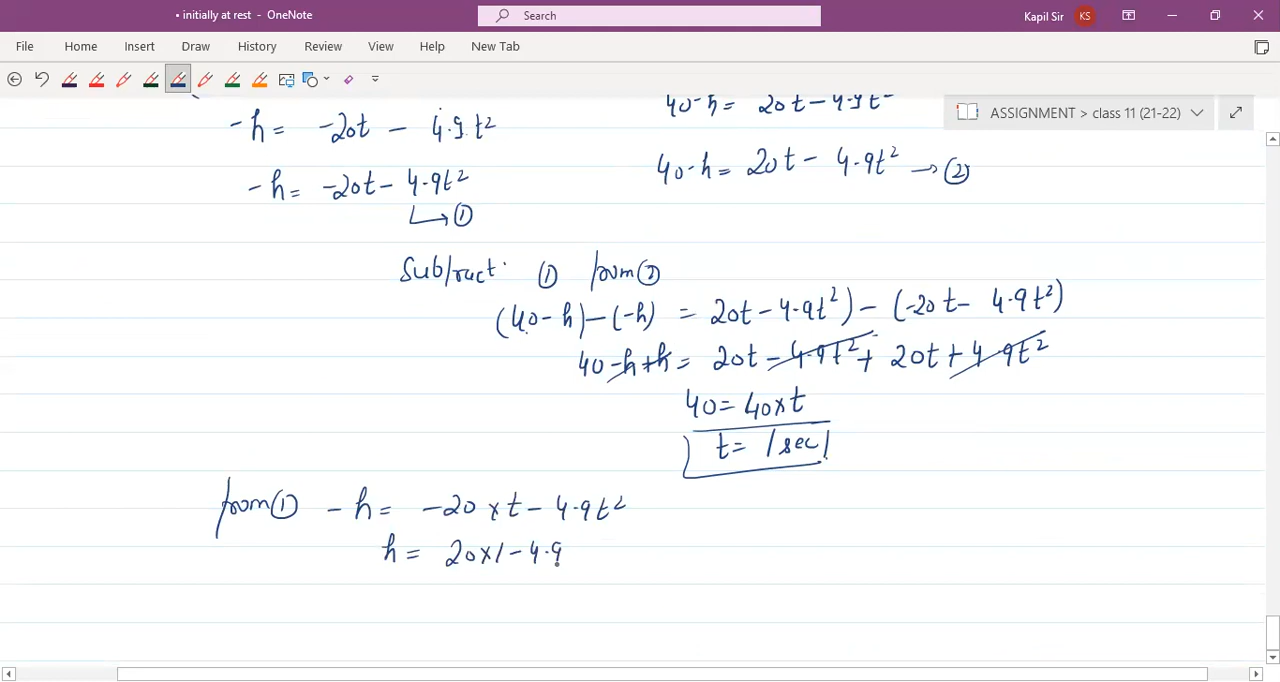 • initially at rest - OneNote
Search
Kapil Sir KS
File Home Insert Draw History Review View Help New Tab
ASSIGNMENT > class 11 (21-22)
-h = -20t - 4.9t²
40-h = 20t - 4.9t²
40-h = 20t - 4.9t² → ②
-h = -20t - 4.9t²
→ ①
Subtract ① from ②
(40-h)-(-h) = 20t - 4.9t²) - (-20t - 4.9t²)
40-h+h = 20t - 4.9t² + 20t + 4.9t²
40 = 40×t
t = 1 sec
from ① -h = -20×t - 4.9t²
h = 20×1 - 4.9